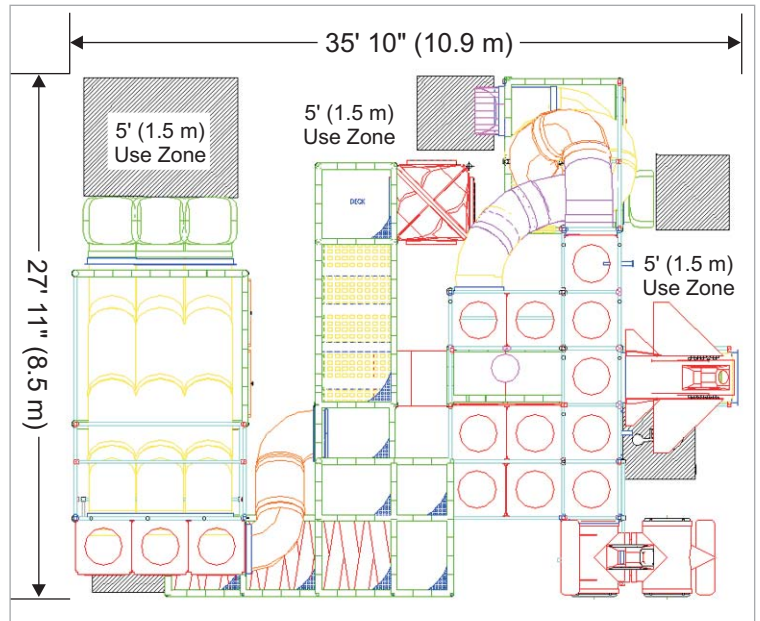 35' 10" (10.9 m)
5' (1.5 m)
Use Zone
5' (1.5 m)
Use Zone
DECK
5' (1.5 m)
Use Zone
27' 11" (8.5 m)